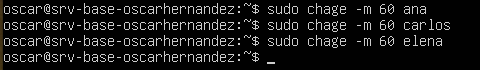 oscar@srv-base-oscarhernandez:~$ sudo chage -m 60 ana
oscar@srv-base-oscarhernandez:~$ sudo chage -m 60 carlos
oscar@srv-base-oscarhernandez:~$ sudo chage -m 60 elena
oscar@srv-base-oscarhernandez:~$ _